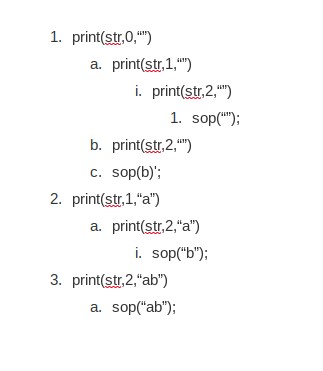 1. print(str,0,“”)
a. print(str,1,“”)
i. print(str,2,“”)
1. sop(“”);
b. print(str,2,“”)
c. sop(b)';
2. print(str,1,“a”)
a. print(str,2,“a”)
i. sop(“b”);
3. print(str,2,“ab”)
a. sop(“ab”);